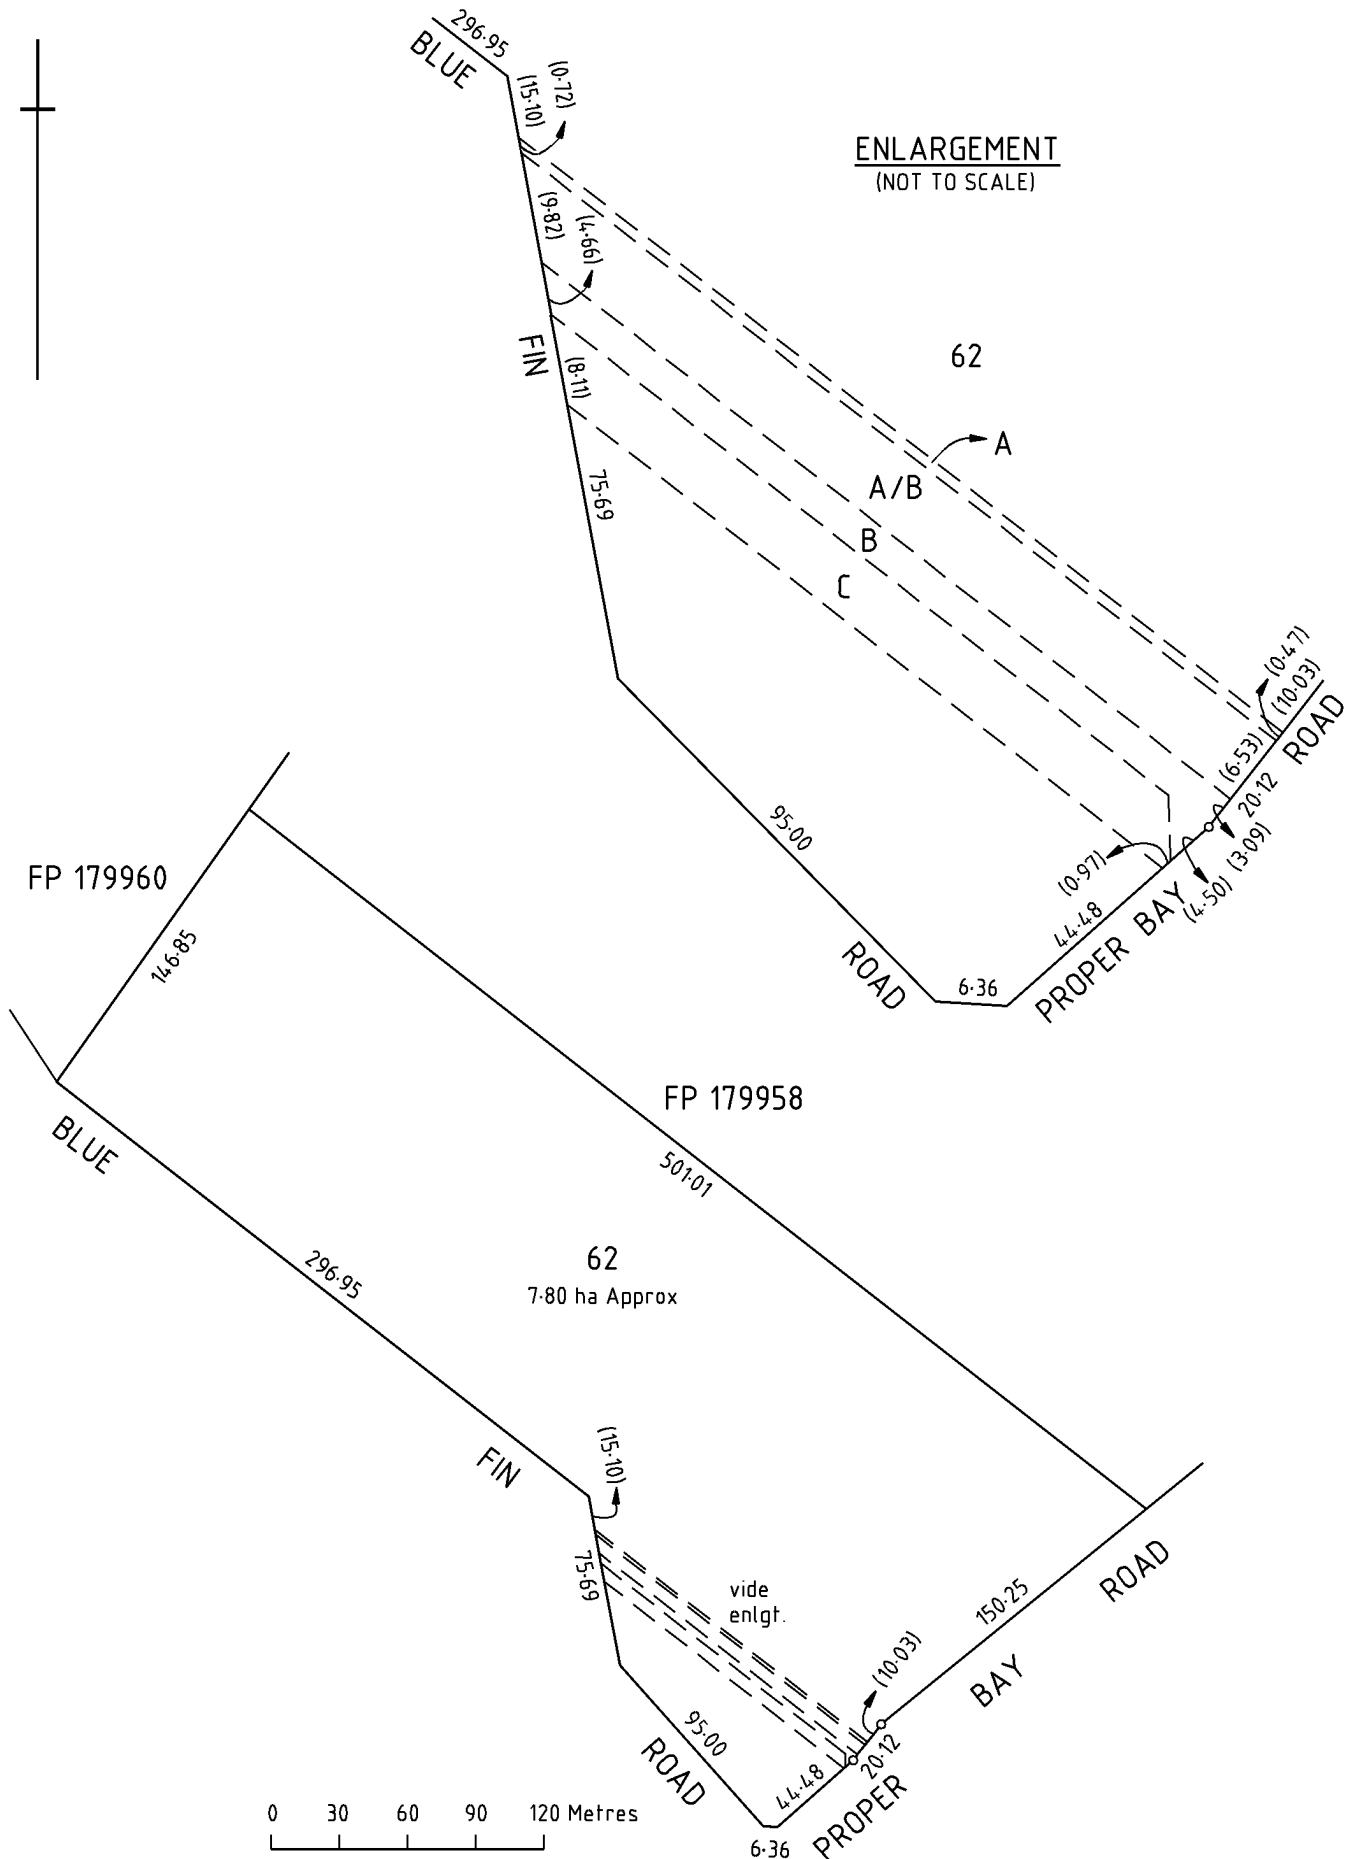 296·95
BLUE
(15·10)
(0·72)
ENLARGEMENT
(NOT TO SCALE)
(9·82)
(4·66)
FIN
(8·11)
62
A
A/B
B
C
75·69
(0·47)
(10·03)
ROAD
(6·53)
20·12
(3·09)
(4·50)
(0·97)
95·00
44·48
PROPER BAY
ROAD
6·36
FP 179960
146·85
FP 179958
BLUE
501·01
62
7·80 ha Approx
296·95
FIN
(15·10)
75·69
vide
enlgt.
ROAD
150·25
BAY
(10·03)
95·00
ROAD
20·12
44·48
PROPER
6·36
0 30 60 90 120 Metres